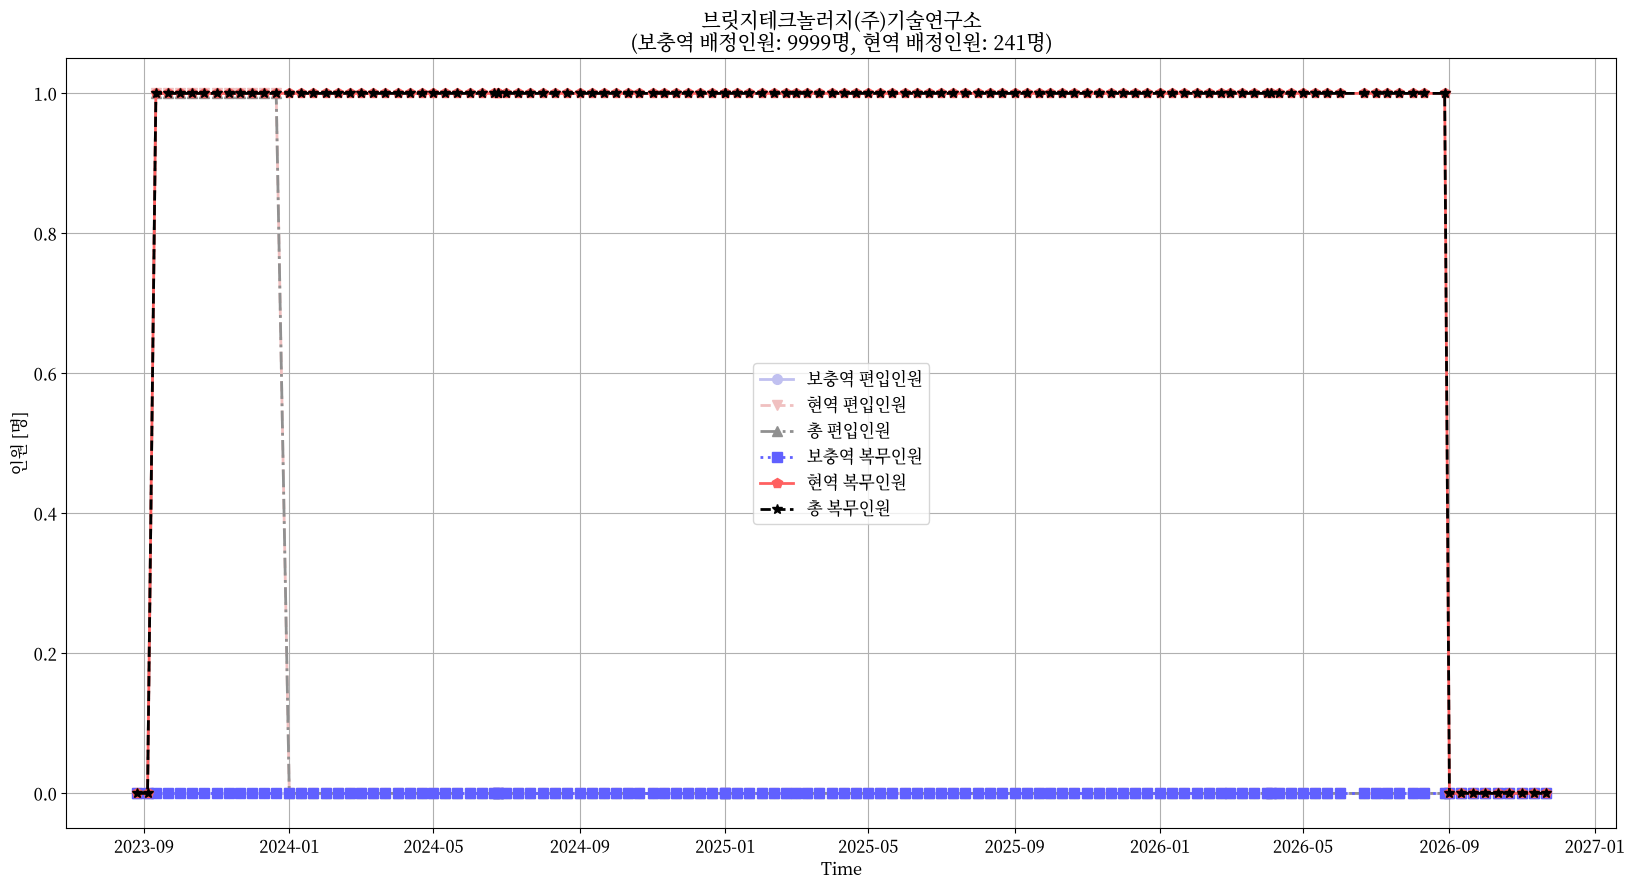 브릿지테크놀러지(주)기술연구소
(보충역 배정인원: 9999명, 현역 배정인원: 241명)
인원 [명]
1.0
0.8
0.6
0.4
0.2
0.0
보충역 편입인원
현역 편입인원
총 편입인원
보충역 복무인원
현역 복무인원
총 복무인원
2023-09 2024-01 2024-05 2024-09 2025-01 2025-05 2025-09 2026-01 2026-05 2026-09 2027-01
Time